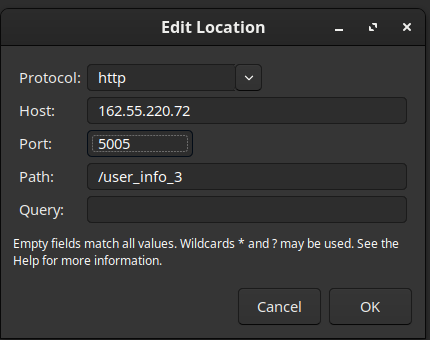 Edit Location
Protocol: http
Host: 162.55.220.72
Port: 5005
Path: /user_info_3
Query:
Empty fields match all values. Wildcards * and ? may be used. See the
Help for more information.
Cancel OK